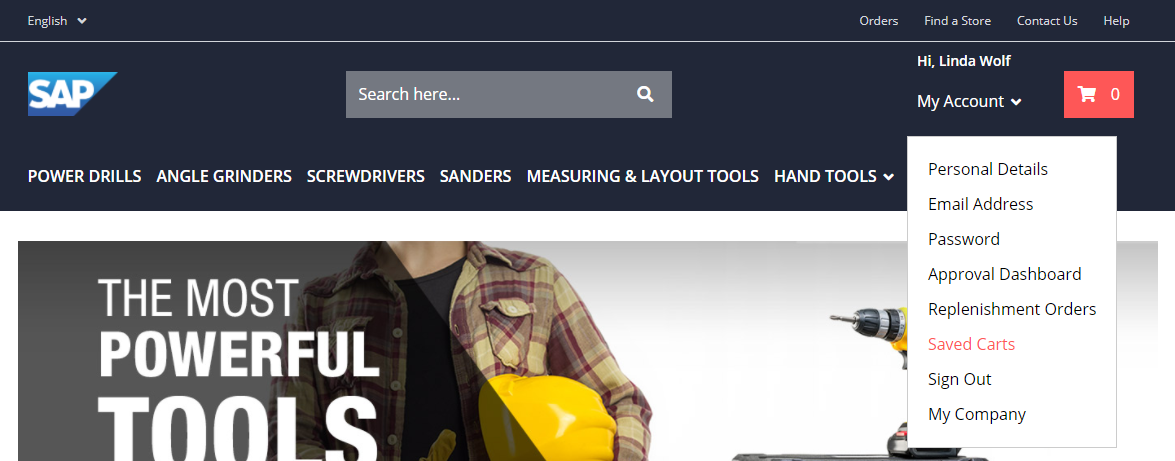 English
Orders
Find a Store
Contact Us
Help
SAP
Search here...
Hi, Linda Wolf
My Account
0
POWER DRILLS
ANGLE GRINDERS
SCREWDRIVERS
SANDERS
MEASURING & LAYOUT TOOLS
HAND TOOLS
Personal Details
Email Address
Password
Approval Dashboard
Replenishment Orders
Saved Carts
Sign Out
My Company
THE MOST
POWERFUL
TOOLS